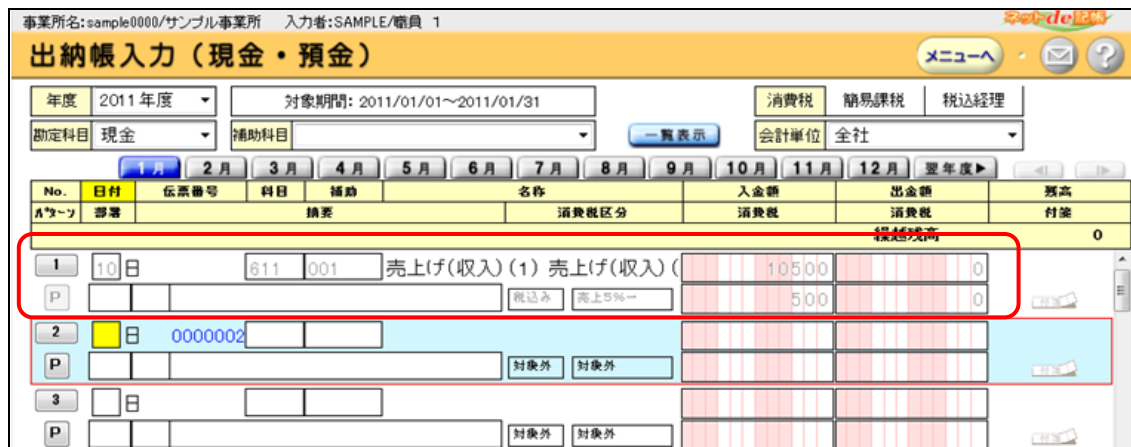 事業所名:sample0000/サンプル事業所 入力者:SAMPLE/職員 1 ネットde記帳
出納帳入力（現金・預金） メニューへ ?
年度 2011年度 対象期間: 2011/01/01～2011/01/31 消費税 簡易課税 税込経理
勘定科目 現金 補助科目 一覧表示 会計単位 全社
1月 2月 3月 4月 5月 6月 7月 8月 9月 10月 11月 12月 翌年度▶
No. 日付 伝票番号 科目 補助 名称 入金額 出金額 残高
ﾊﾟﾀｰﾝ 部署 摘要 消費税区分 消費税 消費税 付箋
繰越残高 0
1 10 日 611 001 売上げ(収入)(1) 売上げ(収入)( 10500 0
P 税込み 売上5%一 500 0 付箋
2 日 0000002
P 対象外 対象外 付箋
3 日
P 対象外 対象外 付箋